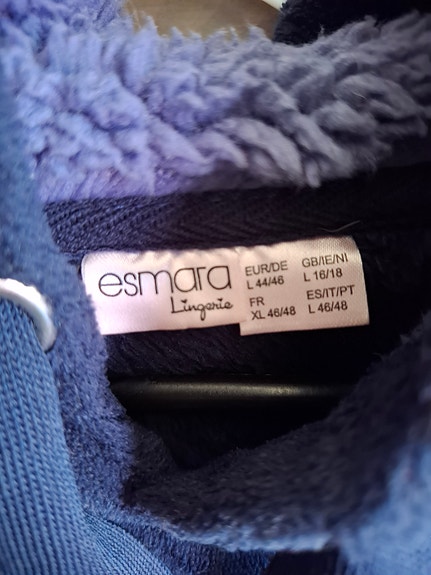 esmara
Lingerie
EUR/DE
L 44/46
GB/IE/NI
L 16/18
FR
XL 46/48
ES/IT/PT
L 46/48